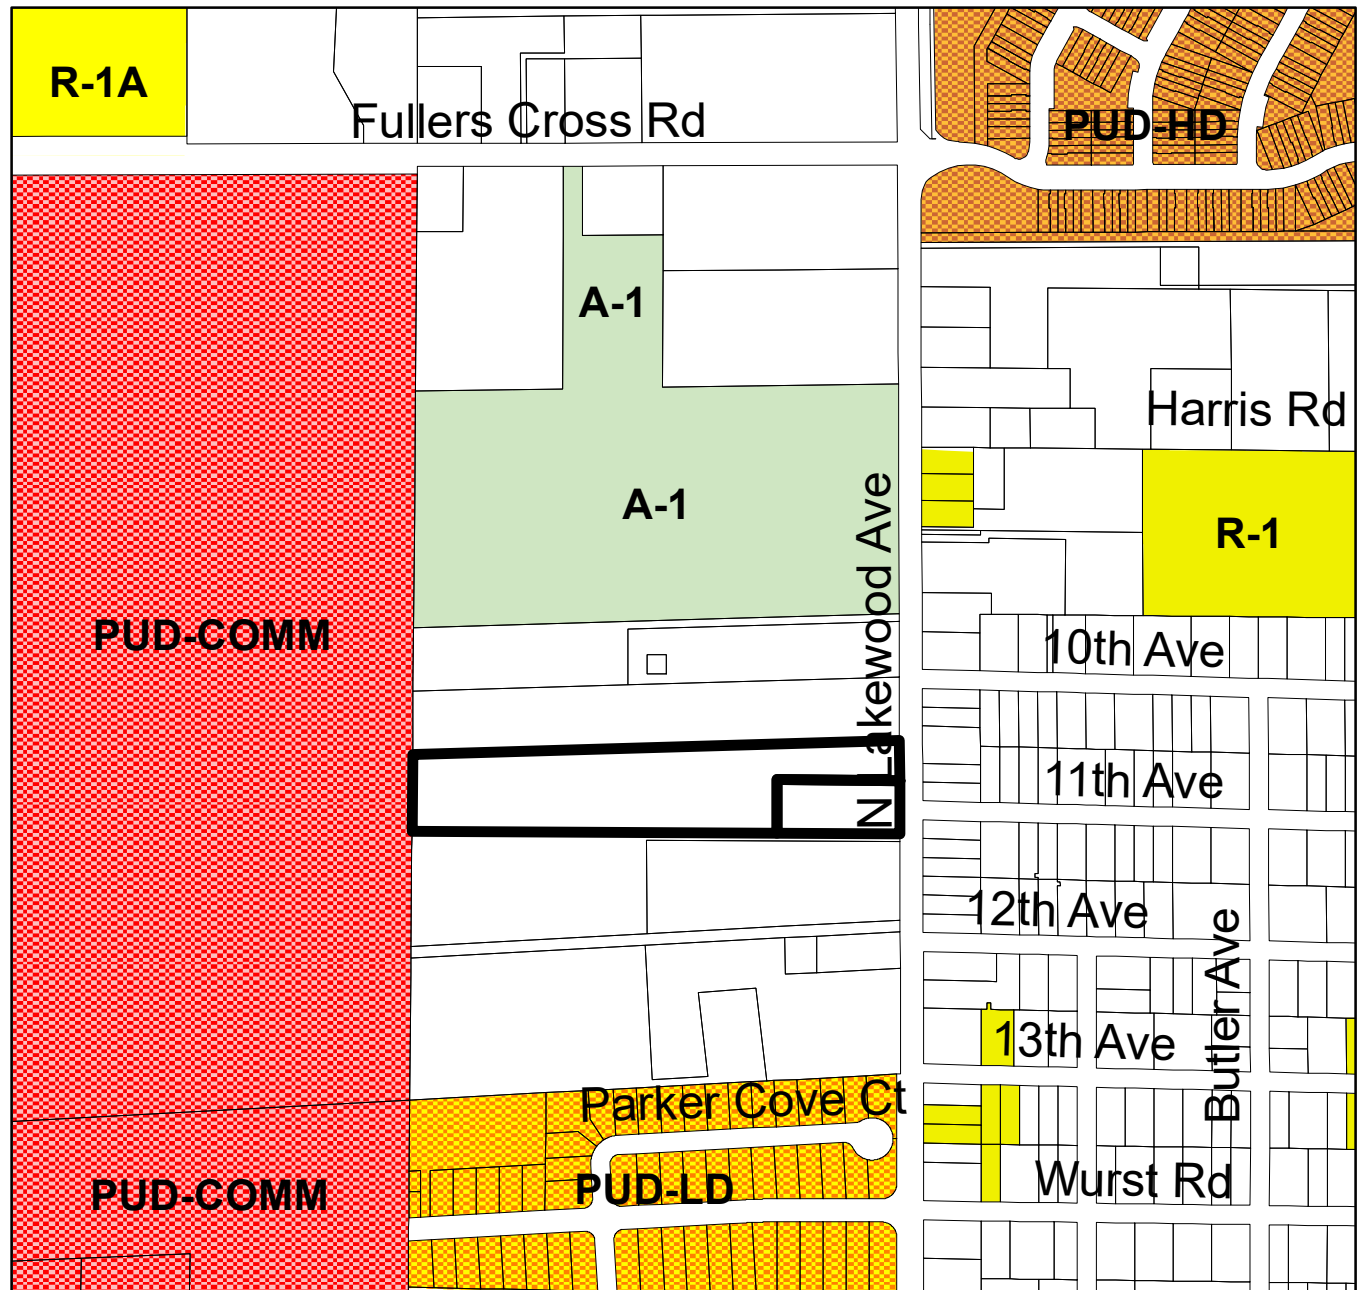 R-1A
Fullers Cross Rd
PUD-HD
A-1
Harris Rd
A-1
R-1
N Lakewood Ave
PUD-COMM
10th Ave
11th Ave
12th Ave
Butler Ave
13th Ave
Parker Cove Ct
PUD-COMM
PUD-LD
Wurst Rd